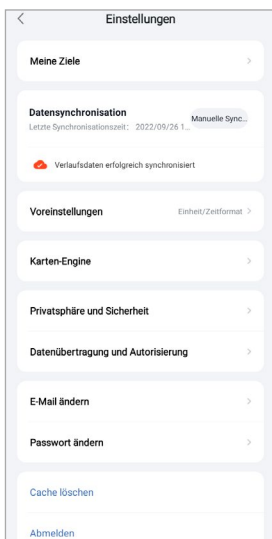 Einstellungen
Meine Ziele
Datensynchronisation
Manuelle Sync...
Letzte Synchronisationszeit: 2022/09/26 1...
Verlaufsdaten erfolgreich synchronisiert
Voreinstellungen Einheit/Zeitformat
Karten-Engine
Privatsphäre und Sicherheit
Datenübertragung und Autorisierung
E-Mail ändern
Passwort ändern
Cache löschen
Abmelden